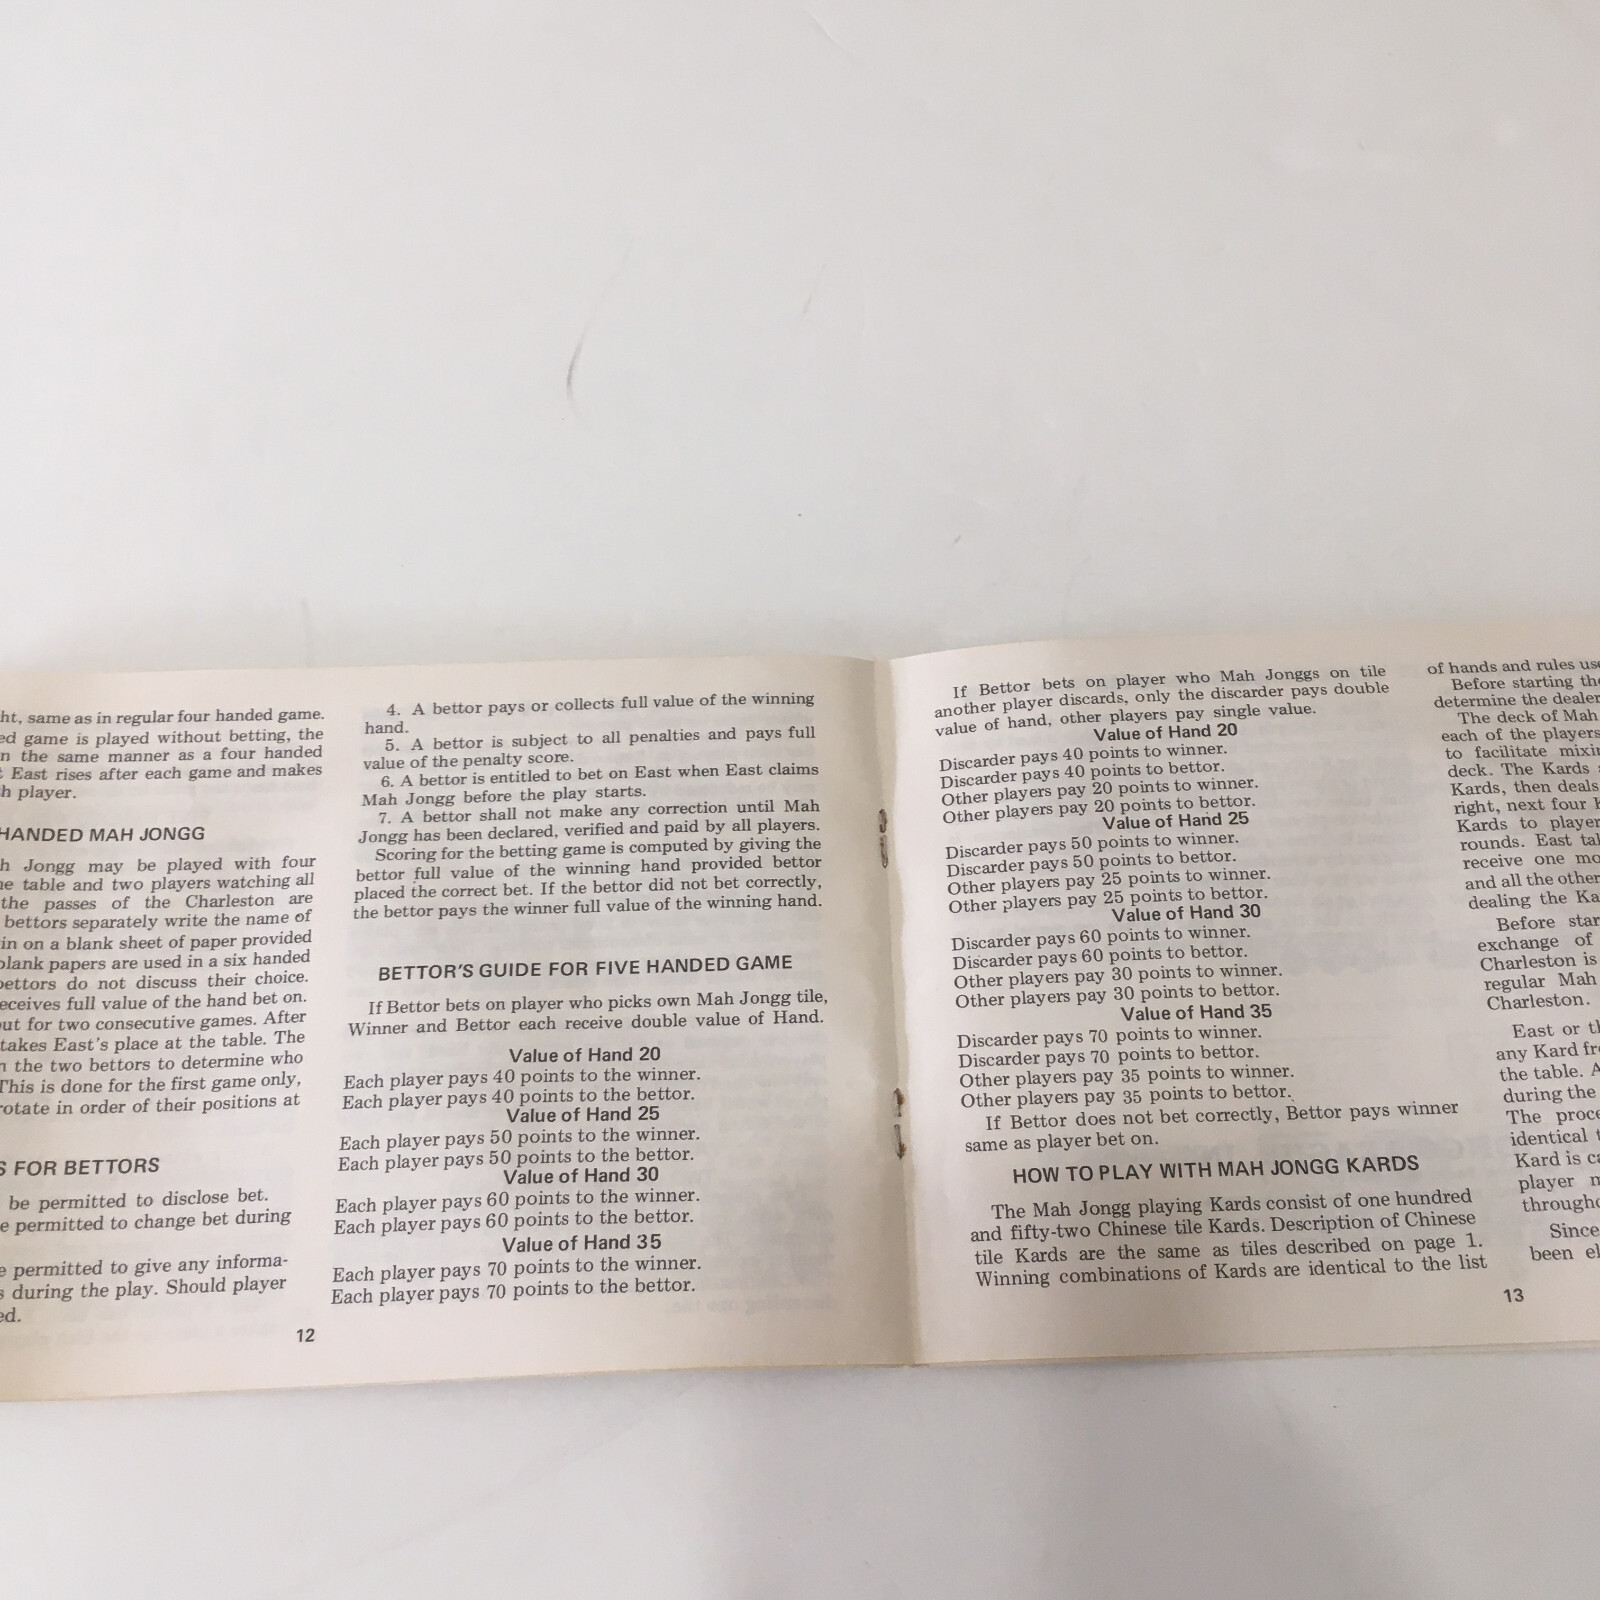 ht, same as in regular four handed game.
ed game is played without betting, the
n the same manner as a four handed
East rises after each game and makes
h player.
HANDED MAH JONGG
h Jongg may be played with four
e table and two players watching all
the passes of the Charleston are
bettors separately write the name of
in on a blank sheet of paper provided
blank papers are used in a six handed
bettors do not discuss their choice.
eceives full value of the hand bet on.
out for two consecutive games. After
takes East's place at the table. The
n the two bettors to determine who
This is done for the first game only,
rotate in order of their positions at
S FOR BETTORS
be permitted to disclose bet.
e permitted to change bet during
e permitted to give any informa-
s during the play. Should player
ed.
12
4. A bettor pays or collects full value of the winning
hand.
5. A bettor is subject to all penalties and pays full
value of the penalty score.
6. A bettor is entitled to bet on East when East claims
Mah Jongg before the play starts.
7. A bettor shall not make any correction until Mah
Jongg has been declared, verified and paid by all players.
Scoring for the betting game is computed by giving the
bettor full value of the winning hand provided bettor
placed the correct bet. If the bettor did not bet correctly,
the bettor pays the winner full value of the winning hand.
BETTOR'S GUIDE FOR FIVE HANDED GAME
If Bettor bets on player who picks own Mah Jongg tile,
Winner and Bettor each receive double value of Hand.
Value of Hand 20
Each player pays 40 points to the winner.
Each player pays 40 points to the bettor.
Value of Hand 25
Each player pays 50 points to the winner.
Each player pays 50 points to the bettor.
Value of Hand 30
Each player pays 60 points to the winner.
Each player pays 60 points to the bettor.
Value of Hand 35
Each player pays 70 points to the winner.
Each player pays 70 points to the bettor.
If Bettor bets on player who Mah Jonggs on tile
another player discards, only the discarder pays double
value of hand, other players pay single value.
Value of Hand 20
Discarder pays 40 points to winner.
Discarder pays 40 points to bettor.
Other players pay 20 points to winner.
Other players pay 20 points to bettor.
Value of Hand 25
Discarder pays 50 points to winner.
Discarder pays 50 points to bettor.
Other players pay 25 points to winner.
Other players pay 25 points to bettor.
Value of Hand 30
Discarder pays 60 points to winner.
Discarder pays 60 points to bettor.
Other players pay 30 points to winner.
Other players pay 30 points to bettor.
Value of Hand 35
Discarder pays 70 points to winner.
Discarder pays 70 points to bettor.
Other players pay 35 points to winner.
Other players pay 35 points to bettor.
If Bettor does not bet correctly, Bettor pays winner
same as player bet on.
HOW TO PLAY WITH MAH JONGG KARDS
The Mah Jongg playing Kards consist of one hundred
and fifty-two Chinese tile Kards. Description of Chinese
tile Kards are the same as tiles described on page 1.
Winning combinations of Kards are identical to the list
13
of hands and rules use
Before starting the
determine the dealer
The deck of Mah
each of the players
to facilitate mixin
deck. The Kards
Kards, then deals
right, next four K
Kards to player
rounds. East tak
receive one mo
and all the other
dealing the Ka
Before star
exchange of
Charleston is
regular Mah
Charleston.
East or th
any Kard fro
the table. A
during the
The proce
identical t
Kard is ca
player
through
Since
been el